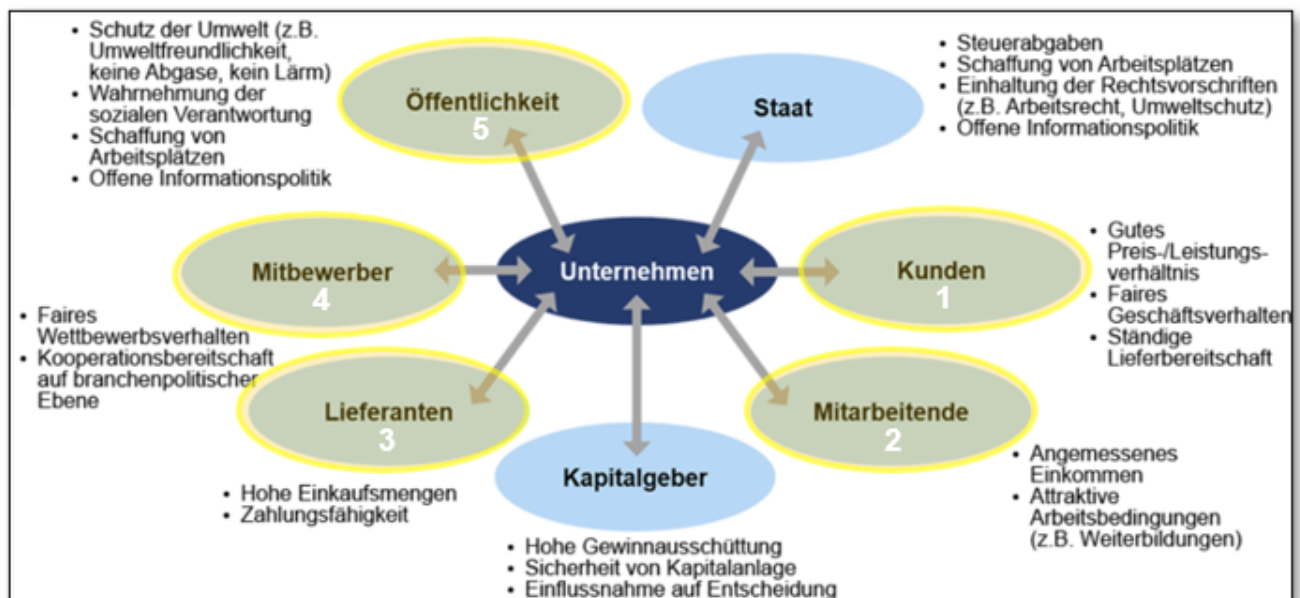 • Schutz der Umwelt (z.B.
Umweltfreundlichkeit,
keine Abgase, kein Lärm)
• Wahrnehmung der
sozialen Verantwortung
• Schaffung von
Arbeitsplätzen
• Offene Informationspolitik
Öffentlichkeit
5
Staat
• Steuerabgaben
• Schaffung von Arbeitsplätzen
• Einhaltung der Rechtsvorschriften
(z.B. Arbeitsrecht, Umweltschutz)
• Offene Informationspolitik
Mitbewerber
4
Unternehmen
Kunden
1
• Gutes
Preis-/Leistungs-
verhältnis
• Faires
Geschäftsverhalten
• Ständige
Lieferbereitschaft
• Faires
Wettbewerbsverhalten
• Kooperationsbereitschaft
auf branchenpolitischer
Ebene
Lieferanten
3
Mitarbeitende
2
• Hohe Einkaufsmengen
• Zahlungsfähigkeit
Kapitalgeber
• Angemessenes
Einkommen
• Attraktive
Arbeitsbedingungen
(z.B. Weiterbildungen)
• Hohe Gewinnausschüttung
• Sicherheit von Kapitalanlage
• Einflussnahme auf Entscheidung